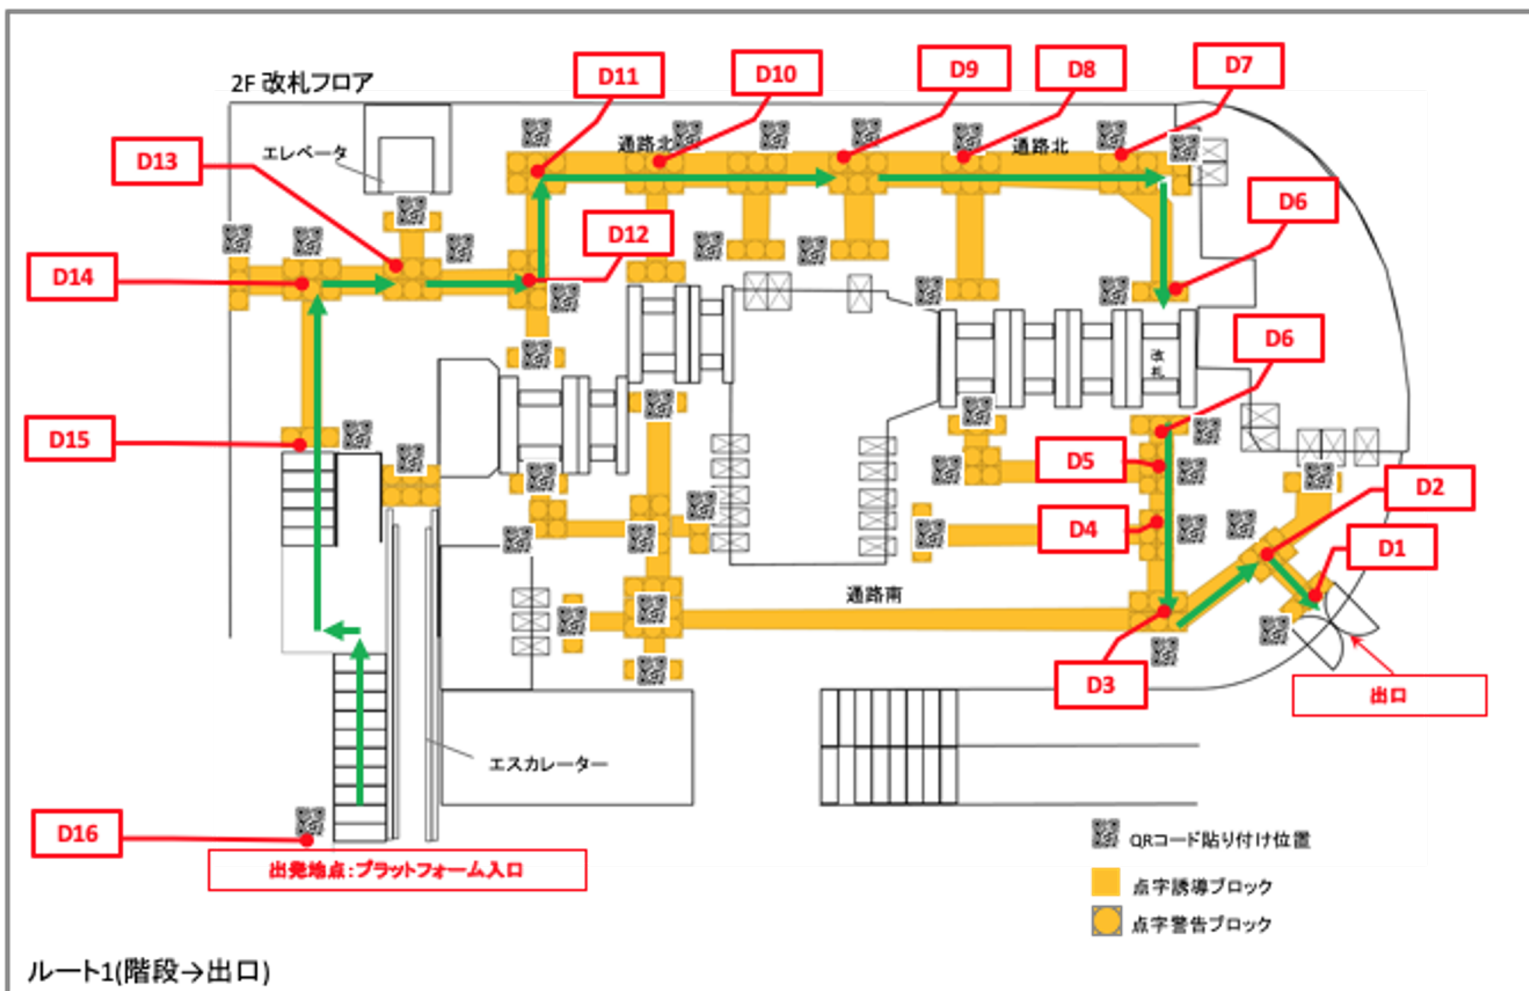 2F 改札フロア
D11
D10
D9
D8
D7
通路北
通路北
エレベータ
D13
D6
D12
D14
D6
改札
D15
D5
D2
D4
D1
通路南
D3
出口
エスカレーター
D16
出発地点：プラットフォーム入口
QRコード貼り付け位置
点字誘導ブロック
点字警告ブロック
ルート1(階段→出口)